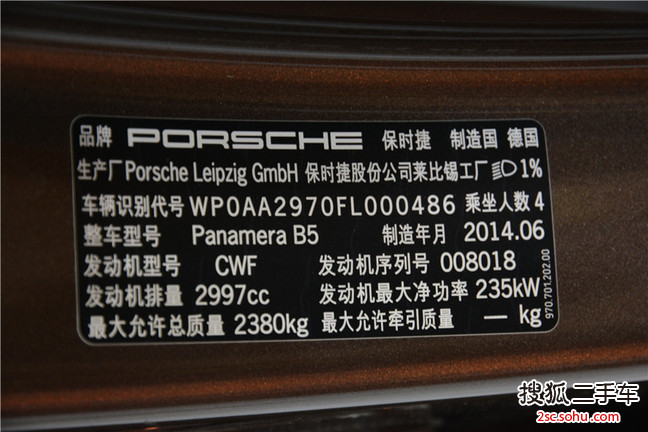 品牌 PORSCHE 保时捷 制造国 德国
生产厂 Porsche Leipzig GmbH 保时捷股份公司莱比锡工厂 1%
车辆识别代号 WP0AA2970FL000486 乘坐人数 4
整车型号 Panamera B5 制造年月 2014.06
发动机型号 CWF 发动机序列号 008018
发动机排量 2997cc 发动机最大净功率 235kW
最大允许总质量 2380kg 最大允许牵引质量 — kg
970.701.202.00
搜狐二手车
2sc.sohu.com